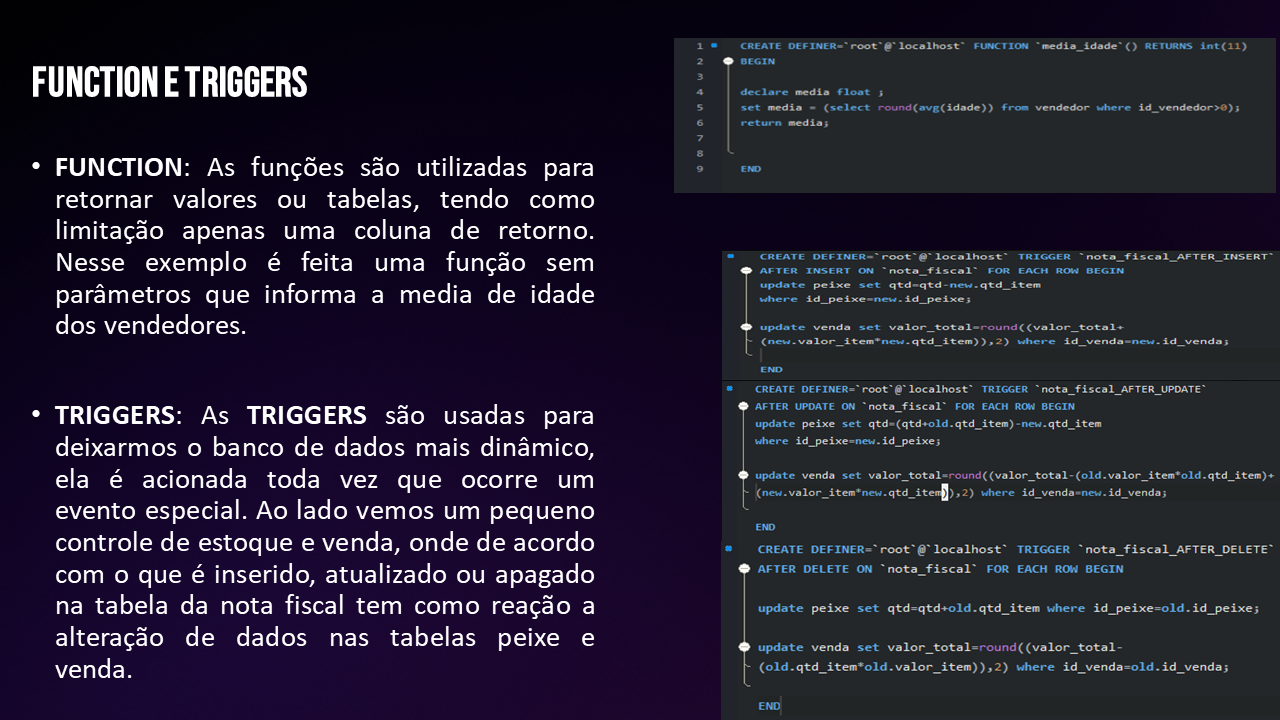 FUNCTION E TRIGGERS
• FUNCTION: As funções são utilizadas para
retornar valores ou tabelas, tendo como
limitação apenas uma coluna de retorno.
Nesse exemplo é feita uma função sem
parâmetros que informa a media de idade
dos vendedores.
• TRIGGERS: As TRIGGERS são usadas para
deixarmos o banco de dados mais dinâmico,
ela é acionada toda vez que ocorre um
evento especial. Ao lado vemos um pequeno
controle de estoque e venda, onde de acordo
com o que é inserido, atualizado ou apagado
na tabela da nota fiscal tem como reação a
alteração de dados nas tabelas peixe e
venda.
1 CREATE DEFINER=`root`@`localhost` FUNCTION `media_idade`() RETURNS int(11)
2 BEGIN
3
4 declare media float ;
5 set media = (select round(avg(idade)) from vendedor where id_vendedor>0);
6 return media;
7
8
9 END
CREATE DEFINER=`root`@`localhost` TRIGGER `nota_fiscal_AFTER_INSERT`
AFTER INSERT ON `nota_fiscal` FOR EACH ROW BEGIN
update peixe set qtd=qtd-new.qtd_item
where id_peixe=new.id_peixe;
update venda set valor_total=round((valor_total+
(new.valor_item*new.qtd_item)),2) where id_venda=new.id_venda;
END
CREATE DEFINER=`root`@`localhost` TRIGGER `nota_fiscal_AFTER_UPDATE`
AFTER UPDATE ON `nota_fiscal` FOR EACH ROW BEGIN
update peixe set qtd=(qtd+old.qtd_item)-new.qtd_item
where id_peixe=new.id_peixe;
update venda set valor_total=round((valor_total-(old.valor_item*old.qtd_item)+
(new.valor_item*new.qtd_item)),2) where id_venda=new.id_venda;
END
CREATE DEFINER=`root`@`localhost` TRIGGER `nota_fiscal_AFTER_DELETE`
AFTER DELETE ON `nota_fiscal` FOR EACH ROW BEGIN
update peixe set qtd=qtd+old.qtd_item where id_peixe=old.id_peixe;
update venda set valor_total=round((valor_total-
(old.qtd_item*old.valor_item)),2) where id_venda=old.id_venda;
END